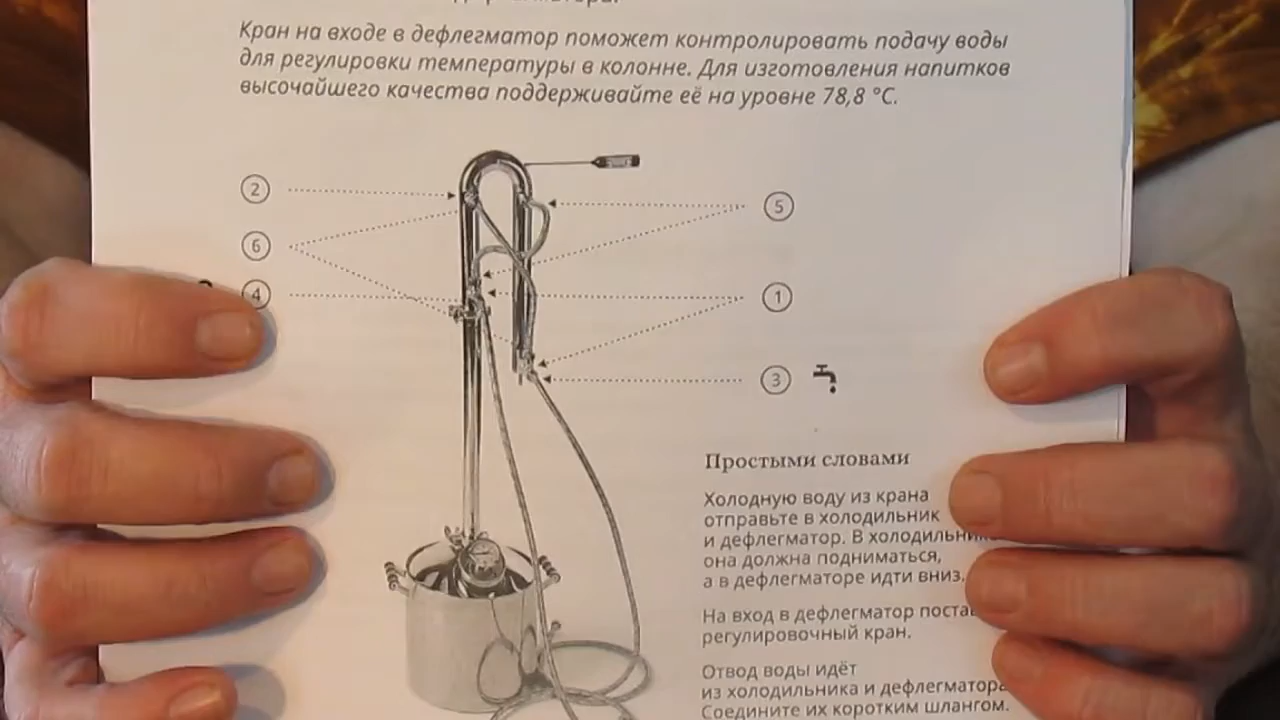 Кран на входе в дефлегматор поможет контролировать подачу воды
для регулировки температуры в колонне. Для изготовления напитков
высочайшего качества поддерживайте её на уровне 78,8 °C.
2
5
6
4
1
3
Простыми словами
Холодную воду из крана
отправьте в холодильник
и дефлегматор. В
она должна подниматься,
а в дефлегматоре идти вниз.
На вход в дефлегматор
регулировочный кран.
Отвод воды идёт
из холодильника и дефлегматора
Соедините их коротким шлангом.